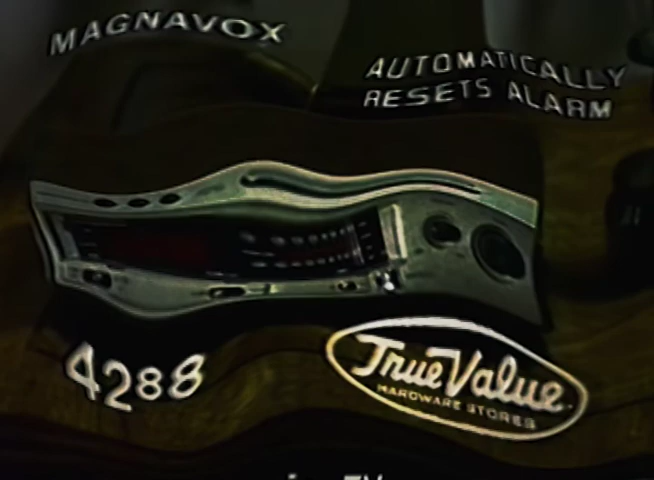 MAGNAVOX
AUTOMATICALLY
RESETS ALARM
4288
True Value
HARDWARE STORES